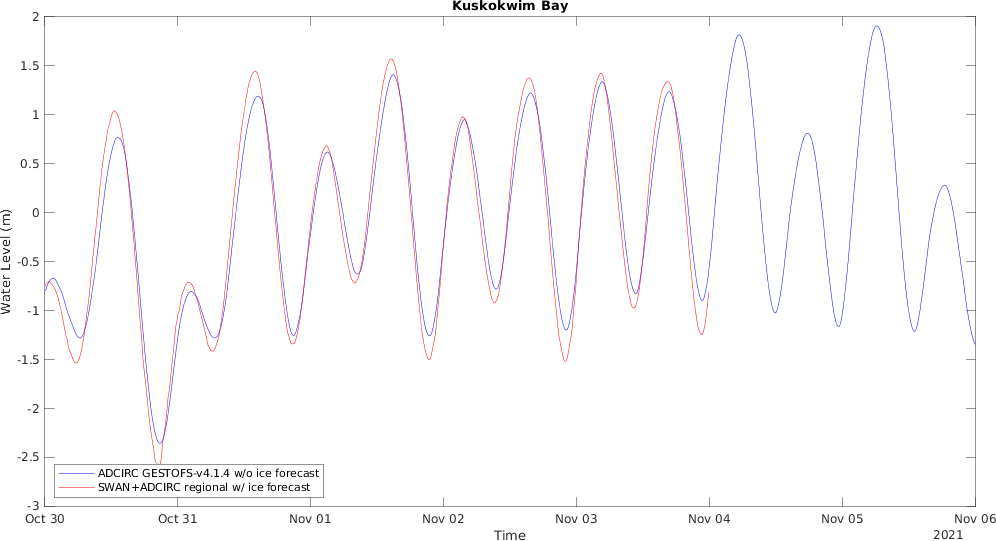 Kuskokwim Bay
2
1.5
1
0.5
0
-0.5
-1
-1.5
-2
-2.5
-3
Water Level (m)
ADCIRC GESTOFS-v4.1.4 w/o ice forecast
SWAN+ADCIRC regional w/ ice forecast
Oct 30 Oct 31 Nov 01 Nov 02 Nov 03 Nov 04 Nov 05 Nov 06
Time
2021